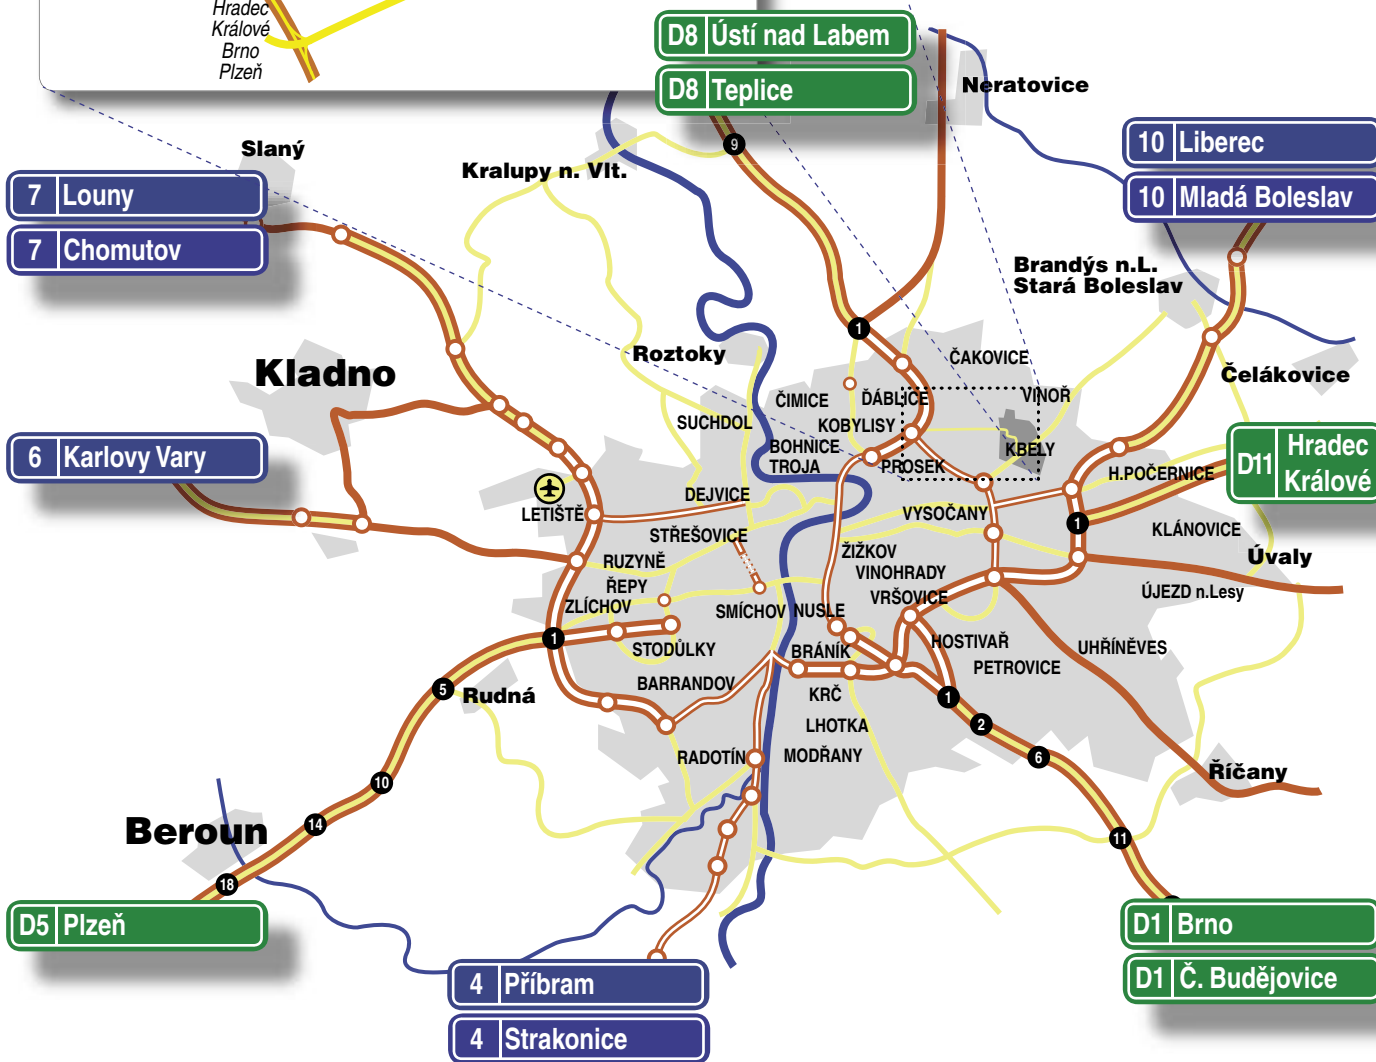 Hradec
Králové
Brno
Plzeň
D8 Ústí nad Labem
D8 Teplice
Neratovice
10 Liberec
10 Mladá Boleslav
9
Slaný
Kralupy n. Vlt.
7 Louny
7 Chomutov
Brandýs n.L.
Stará Boleslav
1
Roztoky
ČAKOVICE
Kladno
Čelákovice
ČIMICE
ĎÁBLICE
VINOŘ
SUCHDOL
KOBYLISY
BOHNICE
TROJA
KBELY
PROSEK
6 Karlovy Vary
D11 Hradec
Králové
H.POČERNICE
DEJVICE
LETIŠTĚ
VYSOČANY
1
KLÁNOVICE
STŘEŠOVICE
ŽIŽKOV
Úvaly
RUZYNĚ
VINOHRADY
ŘEPY
ÚJEZD n.Lesy
ZLÍCHOV
SMÍCHOV
NUSLE
VRŠOVICE
1
HOSTIVAŘ
STODŮLKY
BRÁNÍK
UHŘÍNĚVES
PETROVICE
5
Rudná
BARRANDOV
KRČ
1
LHOTKA
2
RADOTÍN
MODŘANY
6
Říčany
10
14
Beroun
11
18
D5 Plzeň
D1 Brno
D1 Č. Budějovice
4 Příbram
4 Strakonice